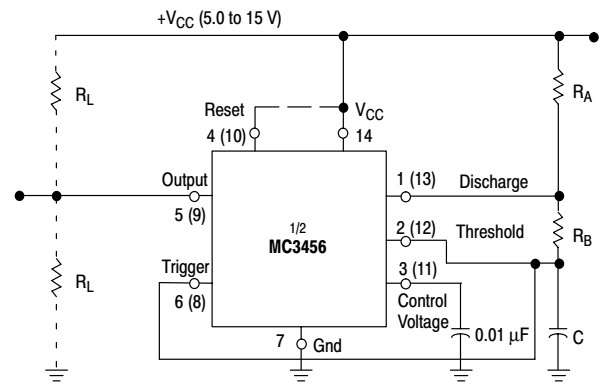 +VCC (5.0 to 15 V)
RL
Reset
4 (10)
VCC
14
RA
Output
5 (9)
1 (13)
Discharge
1/2
MC3456
2 (12)
Threshold
RB
Trigger
6 (8)
3 (11)
Control
Voltage
RL
7
Gnd
0.01 μF
C